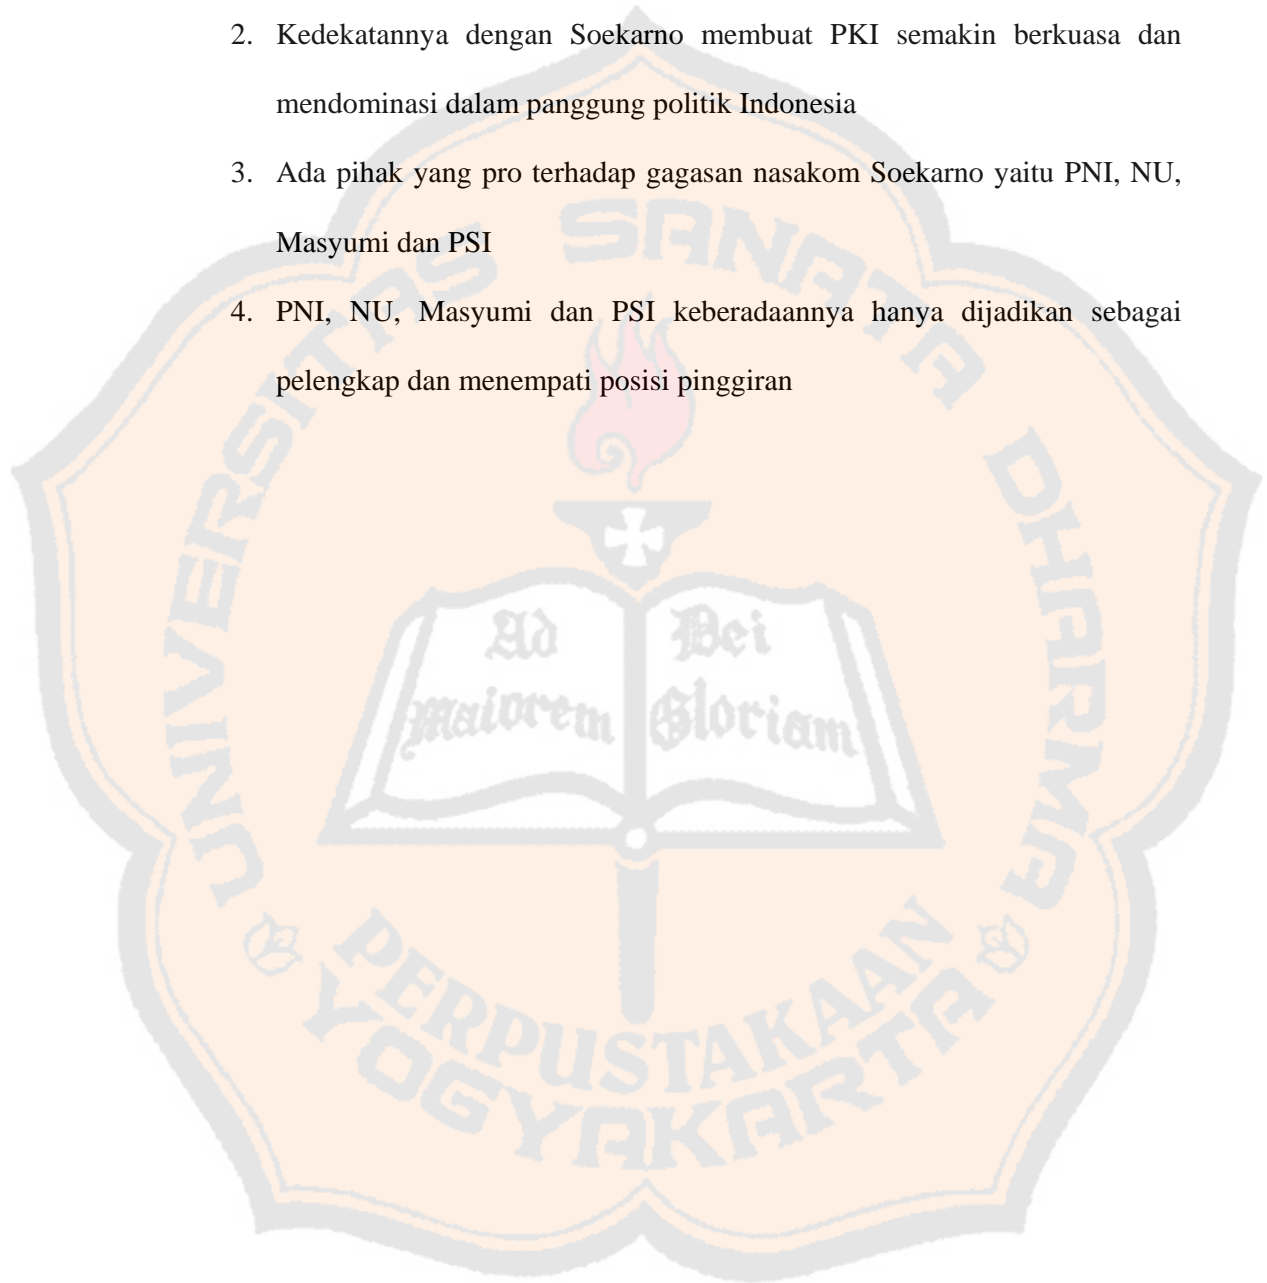 2. Kedekatannya dengan Soekarno membuat PKI semakin berkuasa dan
mendominasi dalam panggung politik Indonesia
3. Ada pihak yang pro terhadap gagasan nasakom Soekarno yaitu PNI, NU,
Masyumi dan PSI
4. PNI, NU, Masyumi dan PSI keberadaannya hanya dijadikan sebagai
pelengkap dan menempati posisi pinggiran
UNIVERSITAS SANATA DHARMA
Ad Dei
maiorem Gloriam
PERPUSTAKAAN
YOGYAKARTA